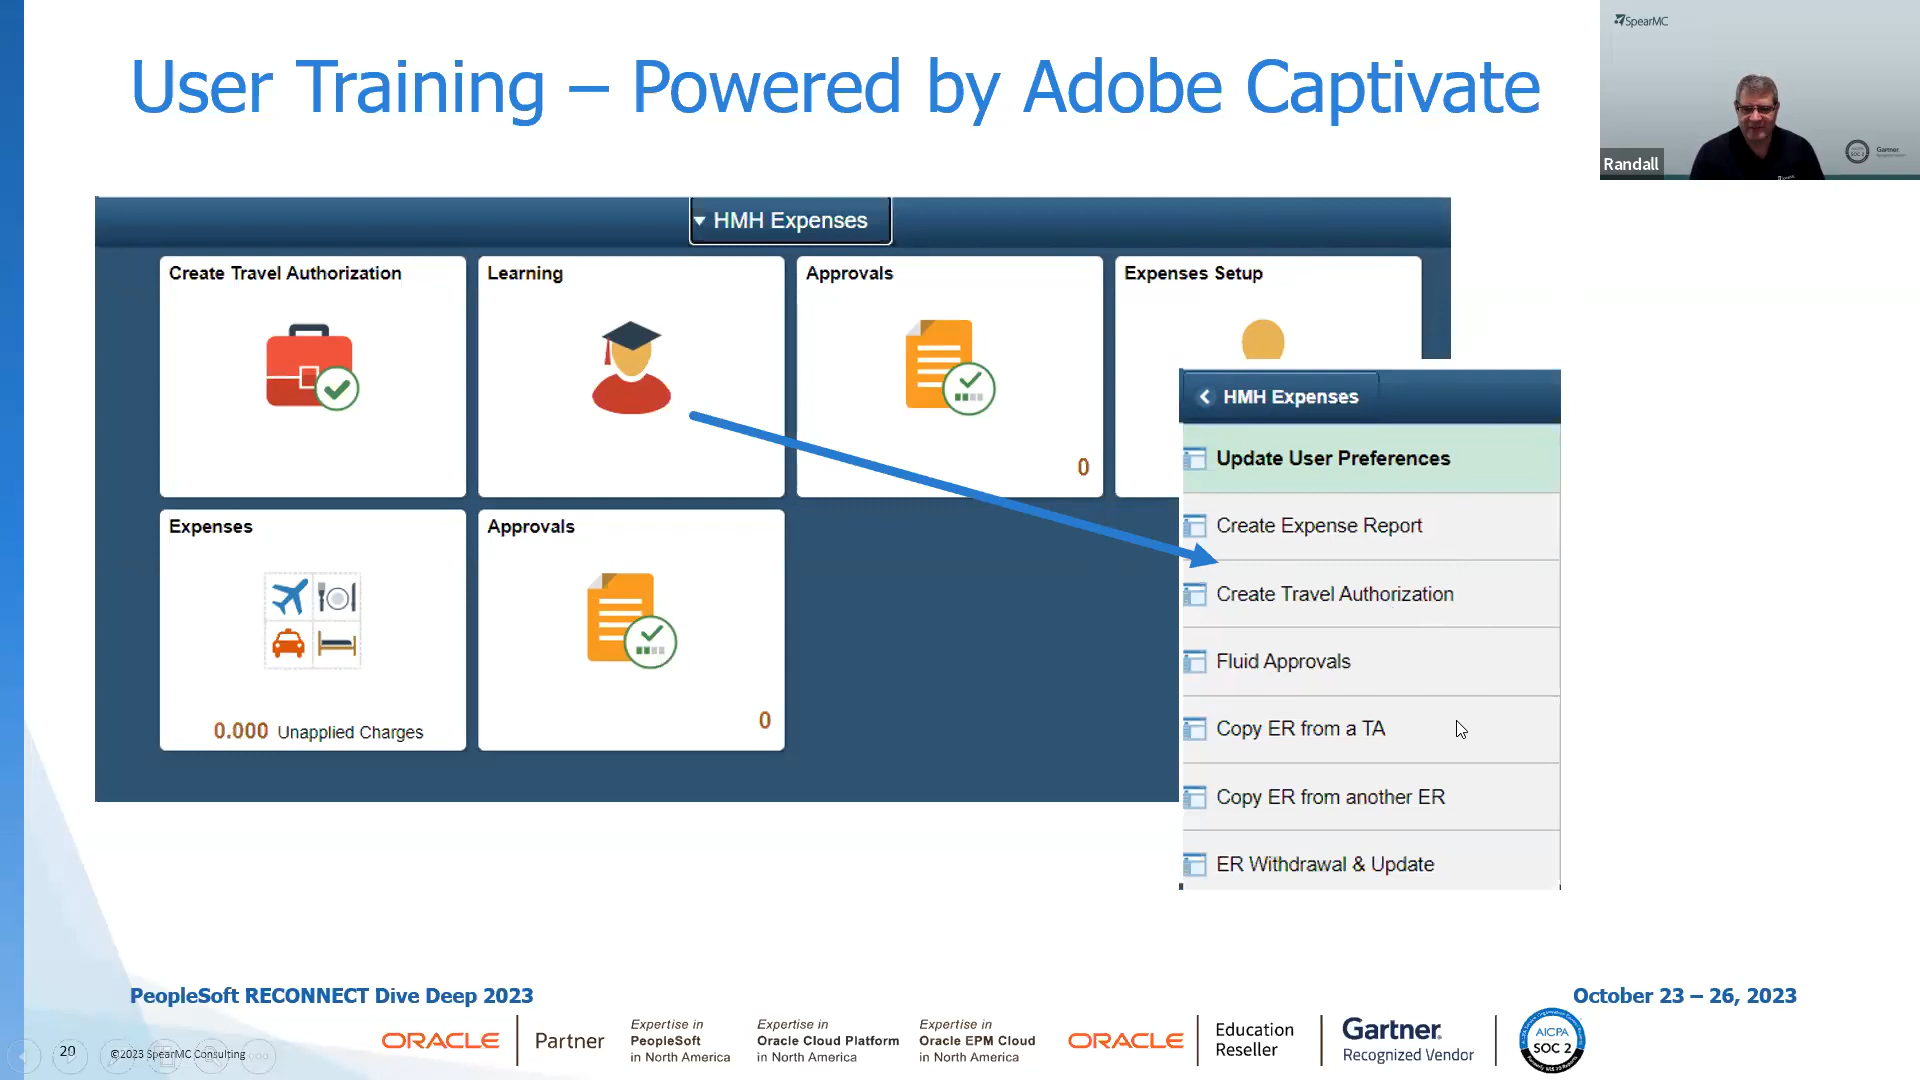 User Training – Powered by Adobe Captivate
SpearMC
Gartner
Randall
HMH Expenses
Create Travel Authorization
Learning
Approvals
0
Expenses Setup
Expenses
0.000 Unapplied Charges
Approvals
0
HMH Expenses
Update User Preferences
Create Expense Report
Create Travel Authorization
Fluid Approvals
Copy ER from a TA
Copy ER from another ER
ER Withdrawal & Update
PeopleSoft RECONNECT Dive Deep 2023
October 23 – 26, 2023
20
©2023 SpearMC Consulting
ORACLE
Partner
Expertise in
PeopleSoft
in North America
Expertise in
Oracle Cloud Platform
in North America
Expertise in
Oracle EPM Cloud
in North America
ORACLE
Education
Reseller
Gartner
Recognized Vendor
AICPA
SOC 2